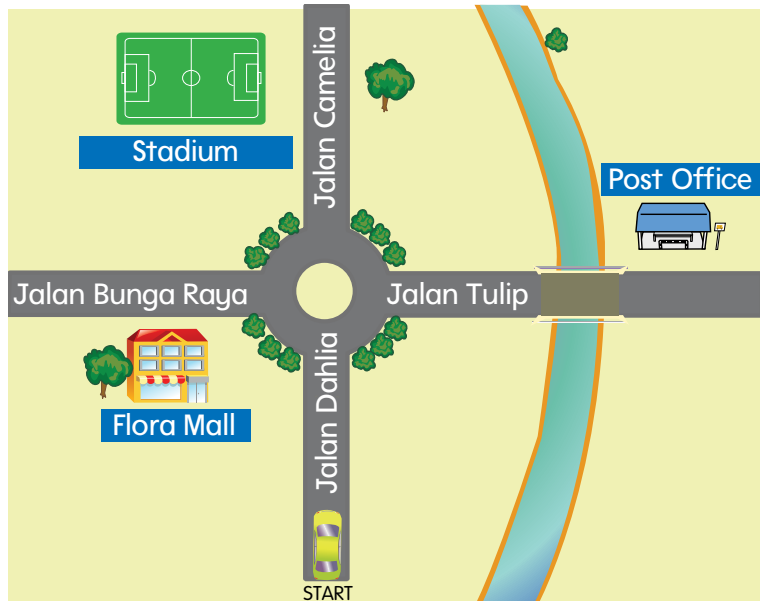 Jalan Camelia
Stadium
Post Office
Jalan Bunga Raya
Jalan Tulip
Flora Mall
Jalan Dahlia
START